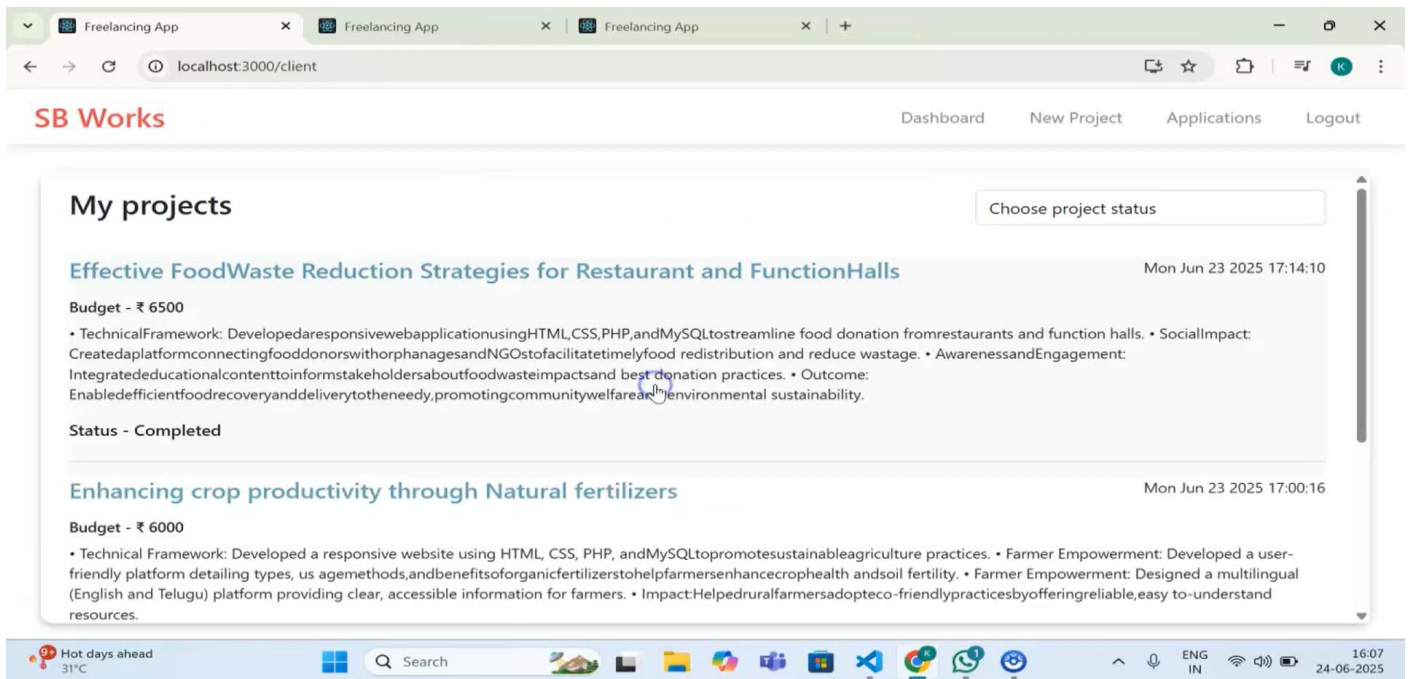 Freelancing App
Freelancing App
Freelancing App
localhost:3000/client
K
SB Works
Dashboard
New Project
Applications
Logout
My projects
Choose project status
Effective FoodWaste Reduction Strategies for Restaurant and FunctionHalls
Mon Jun 23 2025 17:14:10
Budget - ₹ 6500
• TechnicalFramework: DevelopedaresponsivewebapplicationusingHTML,CSS,PHP,andMySQLtostreamline food donation fromrestaurants and function halls. • SocialImpact:
CreatedaplatformconnectingfooddonorswithorphanagesandNGOstofacilitatetimelyfood redistribution and reduce wastage. • AwarenessandEngagement:
Integratededucationalcontenttoinformstakeholdersaboutfoodwasteimpactsand best donation practices. • Outcome:
Enabledefficientfoodrecoveryanddeliverytotheneedy,promotingcommunitywelfareandenvironmental sustainability.
Status - Completed
Enhancing crop productivity through Natural fertilizers
Mon Jun 23 2025 17:00:16
Budget - ₹ 6000
• Technical Framework: Developed a responsive website using HTML, CSS, PHP, andMySQLtopromotesustainableagriculture practices. • Farmer Empowerment: Developed a user-
friendly platform detailing types, us agemethods,andbenefitsoforganicfertilizerstohelpfarmersenhancecrophealth andsoil fertility. • Farmer Empowerment: Designed a multilingual
(English and Telugu) platform providing clear, accessible information for farmers. • Impact:Helpedruralfarmersadopteco-friendlypracticesbyofferingreliable,easy to-understand
resources.
9+
Hot days ahead
31°C
Search
K
1
ENG
IN
16:07
24-06-2025